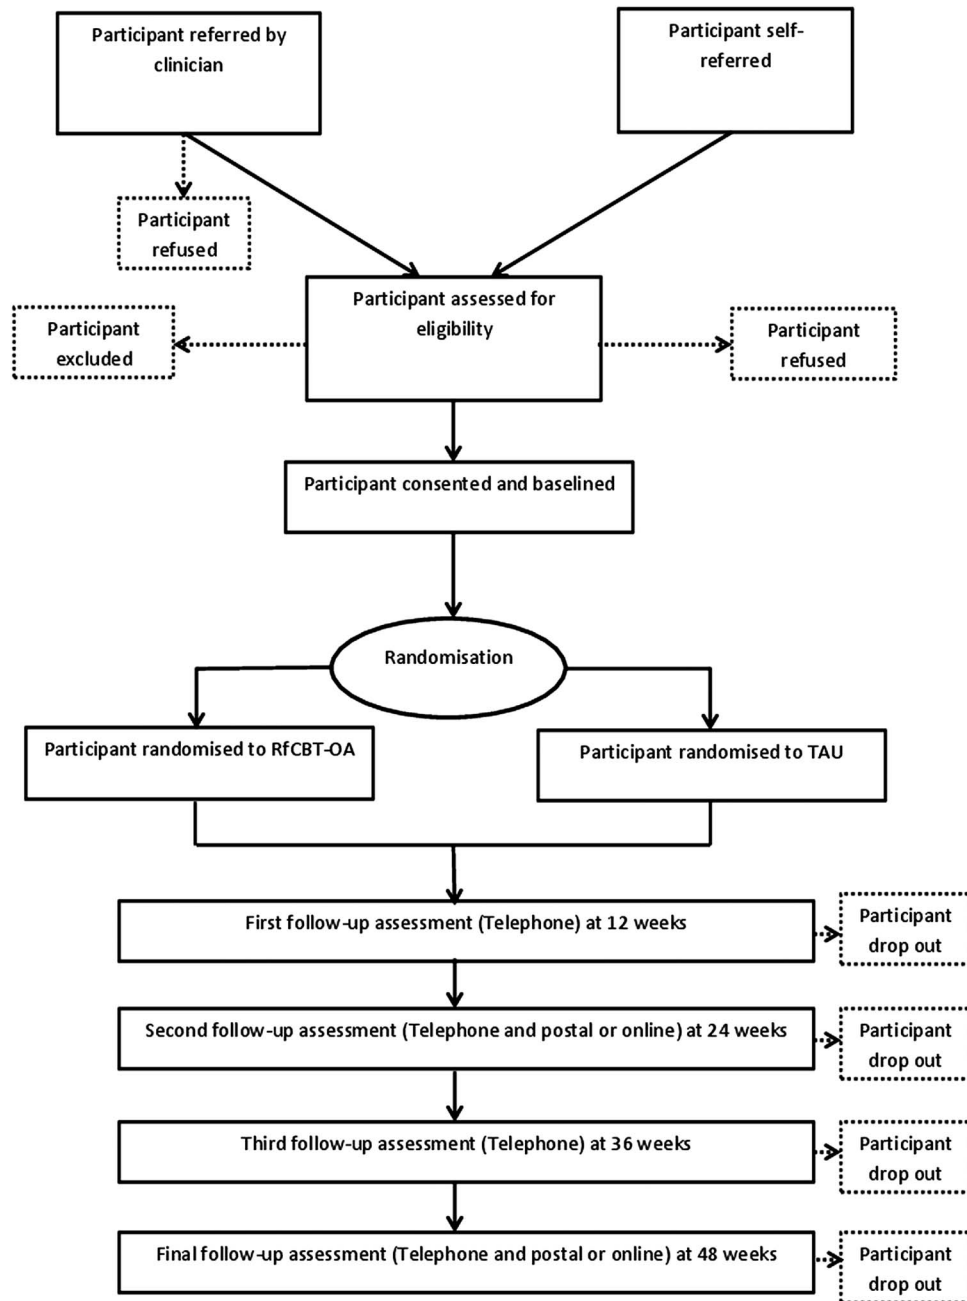 Participant referred by
clinician
Participant self-
referred
Participant
refused
Participant assessed for
eligibility
Participant
excluded
Participant
refused
Participant consented and baselined
Randomisation
Participant randomised to RfCBT-OA
Participant randomised to TAU
First follow-up assessment (Telephone) at 12 weeks
Participant
drop out
Second follow-up assessment (Telephone and postal or online) at 24 weeks
Participant
drop out
Third follow-up assessment (Telephone) at 36 weeks
Participant
drop out
Final follow-up assessment (Telephone and postal or online) at 48 weeks
Participant
drop out